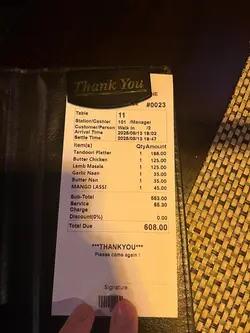 Thank You
#0023
Table 11
Station/Cashier 101 /Manager
Customer/Person Walk In /2
Arrival Time 2025/09/13 19:02
Settle Time 2025/09/13 19:47
Item(s) Qty Amount
Tandoori Platter 1 188.00
Butter Chicken 1 125.00
Lamb Masala 1 125.00
Garlic Naan 1 35.00
Butter Nan 1 35.00
MANGO LASSI 1 45.00
Sub-Total 553.00
Service 55.30
Charge
Discount(0%) 0.00
Total Due 608.00
***THANKYOU***
Please come again !
Signature